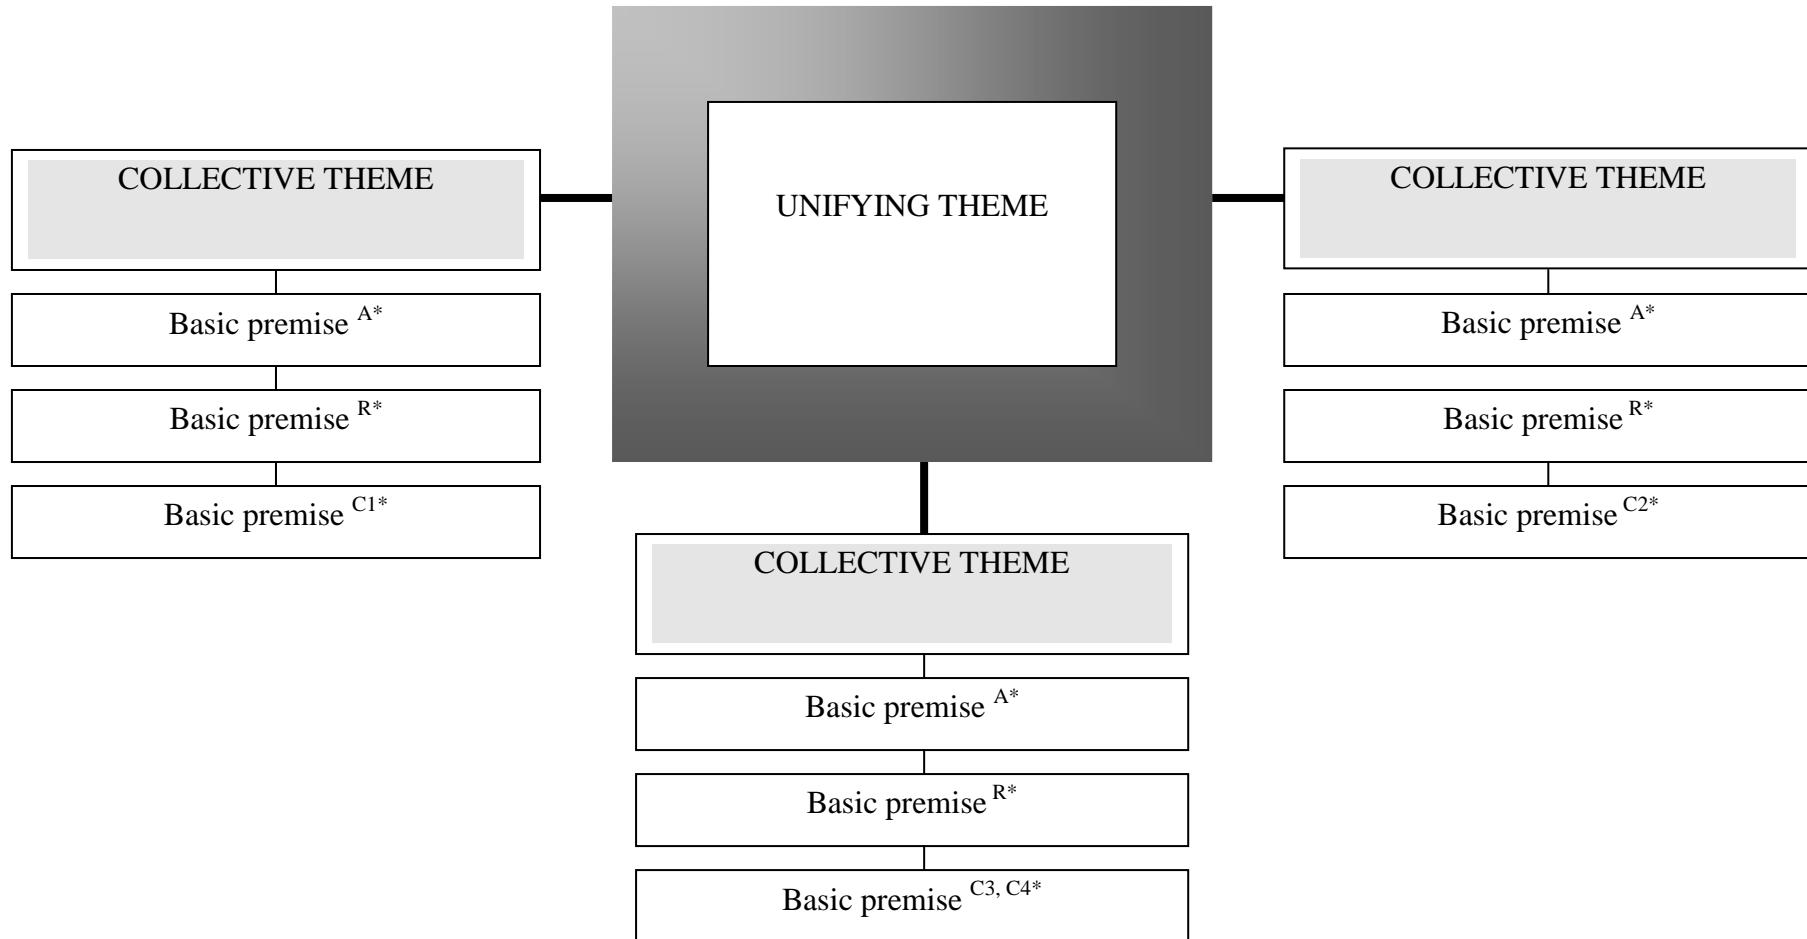 UNIFYING THEME
COLLECTIVE THEME
Basic premise A*
Basic premise R*
Basic premise C1*
COLLECTIVE THEME
Basic premise A*
Basic premise R*
Basic premise C2*
COLLECTIVE THEME
Basic premise A*
Basic premise R*
Basic premise C3, C4*